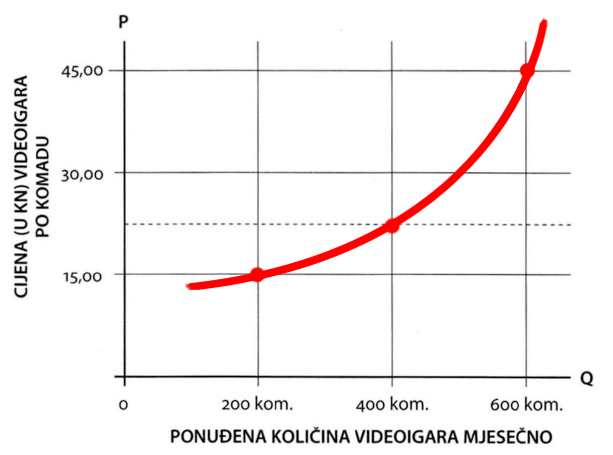 P
CIJENA (U KN) VIDEOIGARA
PO KOMADU
45,00
30,00
15,00
Q
0
200 kom.
400 kom.
600 kom.
PONUĐENA KOLIČINA VIDEOIGARA MJESEČNO